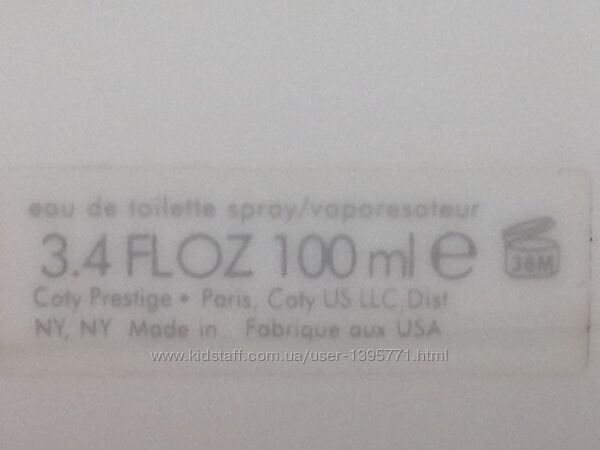 eau de toilette spray/vaporesateur
3.4 FLOZ 100 ml e
36M
Coty Prestige • Paris, Coty US LLC, Dist
NY, NY Made in. Fabrique aux USA
www.kidstaff.com.ua/user-1395771.html